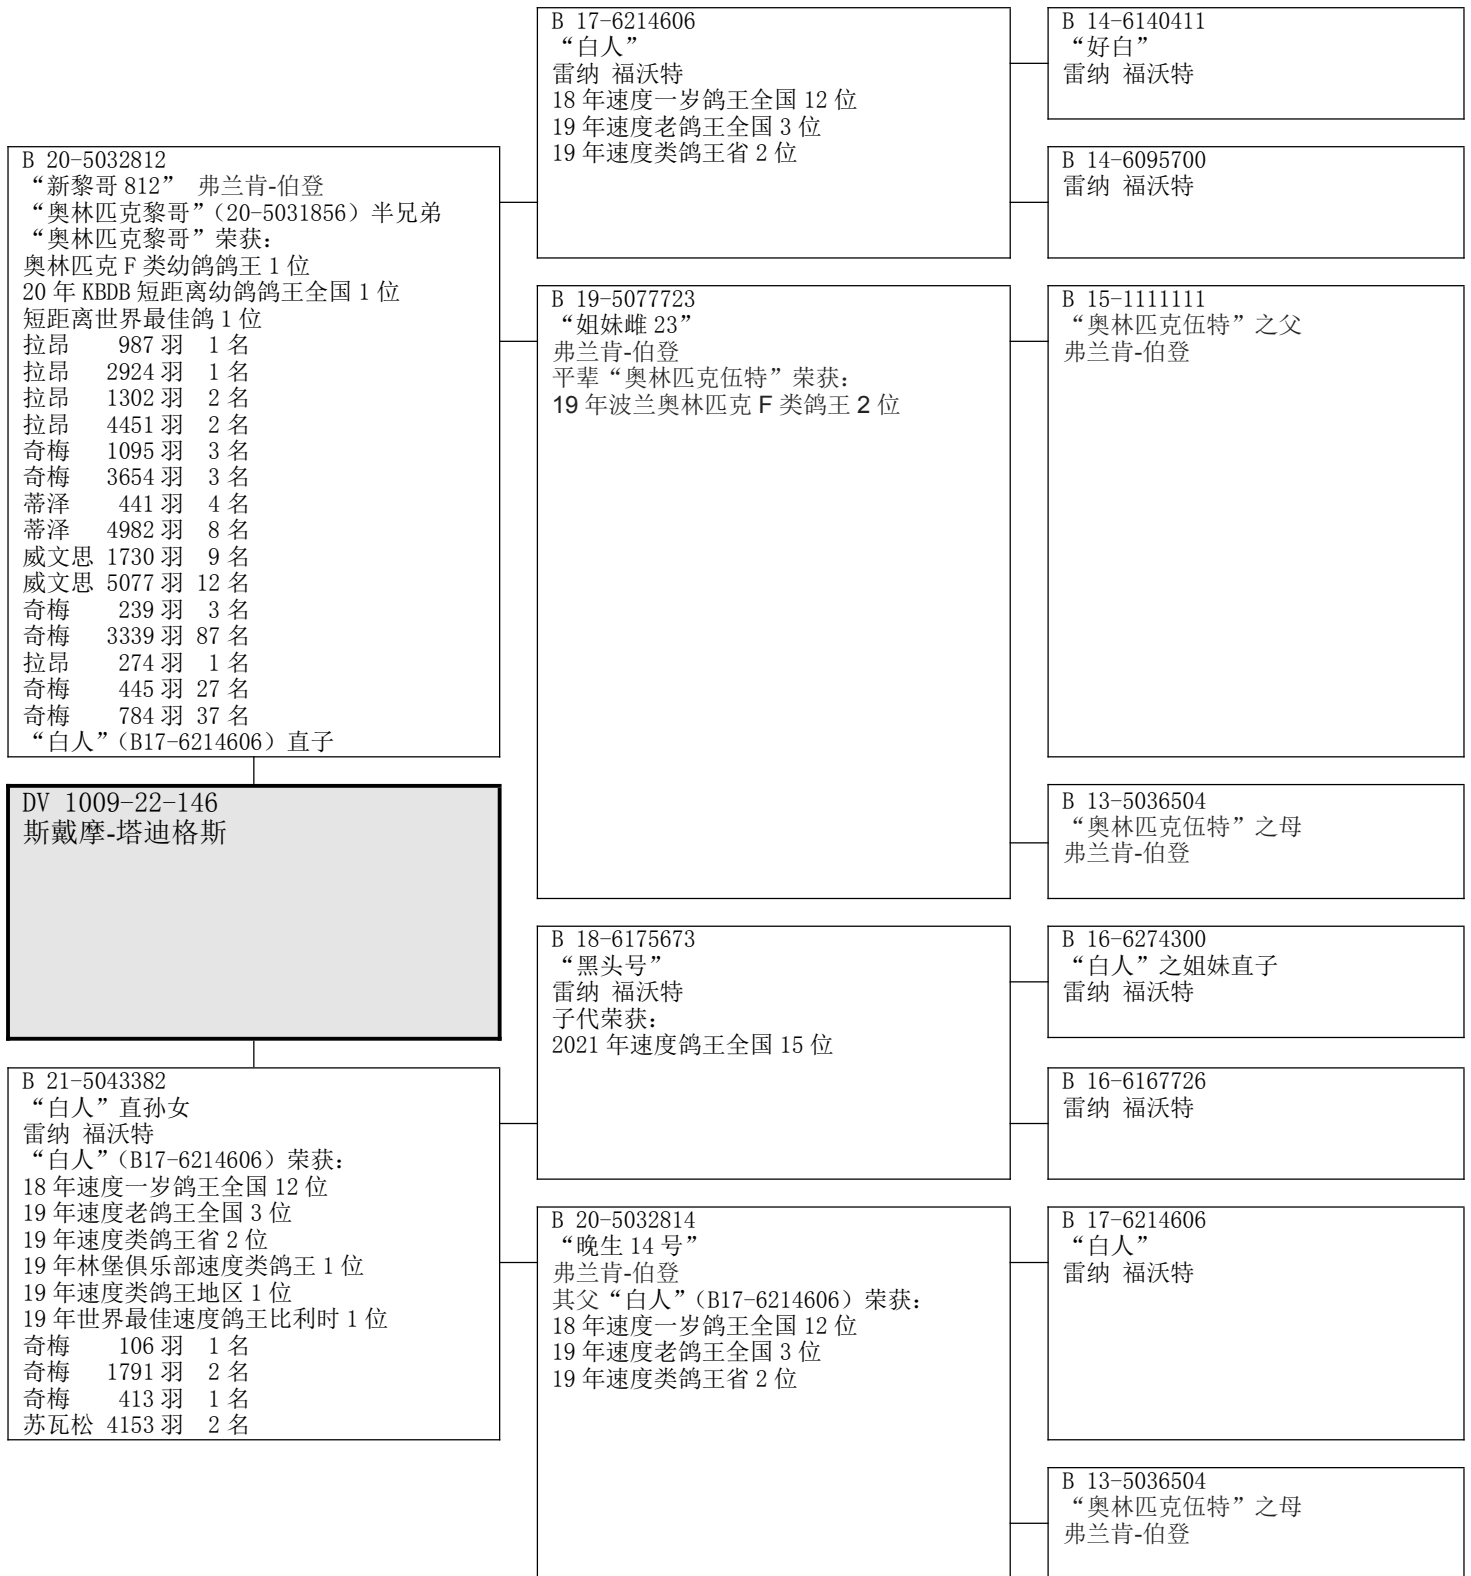 B 20-5032812
“新黎哥 812” 弗兰肯-伯登
“奥林匹克黎哥”（20-5031856）半兄弟
“奥林匹克黎哥”荣获：
奥林匹克 F 类幼鸽鸽王 1 位
20 年 KBDB 短距离幼鸽鸽王全国 1 位
短距离世界最佳鸽 1 位
拉昂 987 羽 1 名
拉昂 2924 羽 1 名
拉昂 1302 羽 2 名
拉昂 4451 羽 2 名
奇梅 1095 羽 3 名
奇梅 3654 羽 3 名
蒂泽 441 羽 4 名
蒂泽 4982 羽 8 名
威文思 1730 羽 9 名
威文思 5077 羽 12 名
奇梅 239 羽 3 名
奇梅 3339 羽 87 名
拉昂 274 羽 1 名
奇梅 445 羽 27 名
奇梅 784 羽 37 名
“白人”（B17-6214606）直子
DV 1009-22-146
斯戴摩-塔迪格斯
B 21-5043382
“白人”直孙女
雷纳 福沃特
“白人”（B17-6214606）荣获：
18 年速度一岁鸽王全国 12 位
19 年速度老鸽王全国 3 位
19 年速度类鸽王省 2 位
19 年林堡俱乐部速度类鸽王 1 位
19 年速度类鸽王地区 1 位
19 年世界最佳速度鸽王比利时 1 位
奇梅 106 羽 1 名
奇梅 1791 羽 2 名
奇梅 413 羽 1 名
苏瓦松 4153 羽 2 名
B 17-6214606
“白人”
雷纳 福沃特
18 年速度一岁鸽王全国 12 位
19 年速度老鸽王全国 3 位
19 年速度类鸽王省 2 位
B 19-5077723
“姐妹雌 23”
弗兰肯-伯登
平辈“奥林匹克伍特”荣获：
19 年波兰奥林匹克 F 类鸽王 2 位
B 18-6175673
“黑头号”
雷纳 福沃特
子代荣获：
2021 年速度鸽王全国 15 位
B 20-5032814
“晚生 14 号”
弗兰肯-伯登
其父“白人”（B17-6214606）荣获：
18 年速度一岁鸽王全国 12 位
19 年速度老鸽王全国 3 位
19 年速度类鸽王省 2 位
B 14-6140411
“好白”
雷纳 福沃特
B 14-6095700
雷纳 福沃特
B 15-1111111
“奥林匹克伍特”之父
弗兰肯-伯登
B 13-5036504
“奥林匹克伍特”之母
弗兰肯-伯登
B 16-6274300
“白人”之姐妹直子
雷纳 福沃特
B 16-6167726
雷纳 福沃特
B 17-6214606
“白人”
雷纳 福沃特
B 13-5036504
“奥林匹克伍特”之母
弗兰肯-伯登